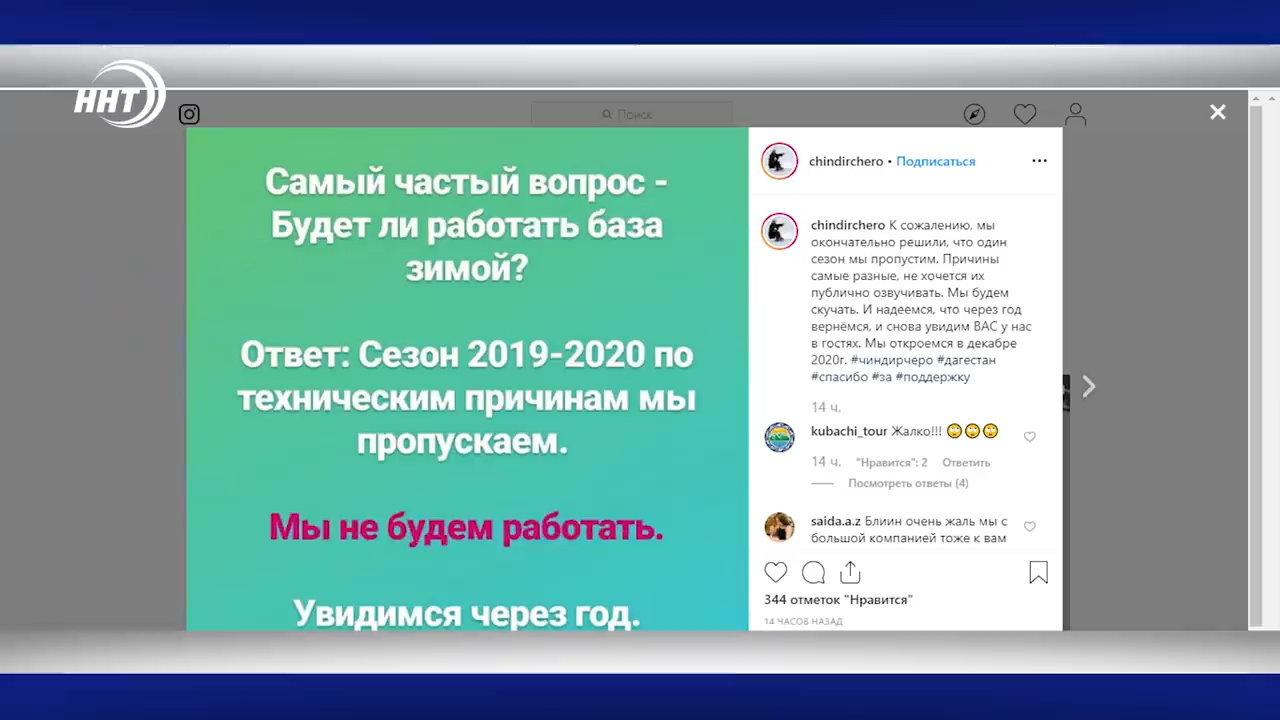 ННТ
Поиск
Самый частый вопрос -
Будет ли работать база
зимой?
Ответ: Сезон 2019-2020 по
техническим причинам мы
пропускаем.
Мы не будем работать.
Увидимся через год.
chindirchero • Подписаться
chindirchero К сожалению, мы
окончательно решили, что один
сезон мы пропустим. Причины
самые разные, не хочется их
публично озвучивать. Мы будем
скучать. И надеемся, что через год
вернёмся, и снова увидим ВАС у нас
в гостях. Мы откроемся в декабре
2020г. #чиндирчеро #дагестан
#спасибо #за #поддержку
14 ч.
kubachi_tour Жалко!!! 🙄🙄🙄
14 ч. "Нравится": 2 Ответить
Посмотреть ответы (4)
saida.a.z Блиин очень жаль мы с
большой компанией тоже к вам
344 отметок "Нравится"
14 ЧАСОВ НАЗАД